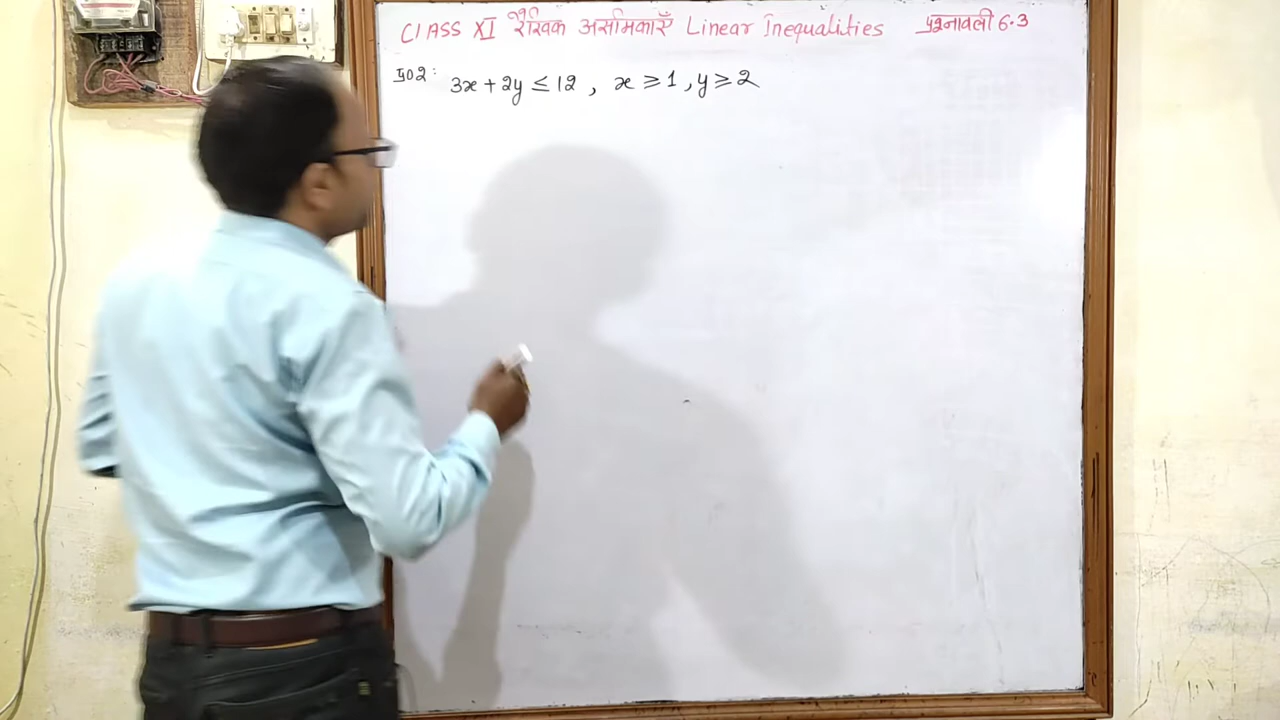 CLASS XI रैखिक असमिकाएँ Linear Inequalities प्रश्नावली 6.3
प्र02: 3x + 2y ≤ 12 , x ≥ 1 , y ≥ 2